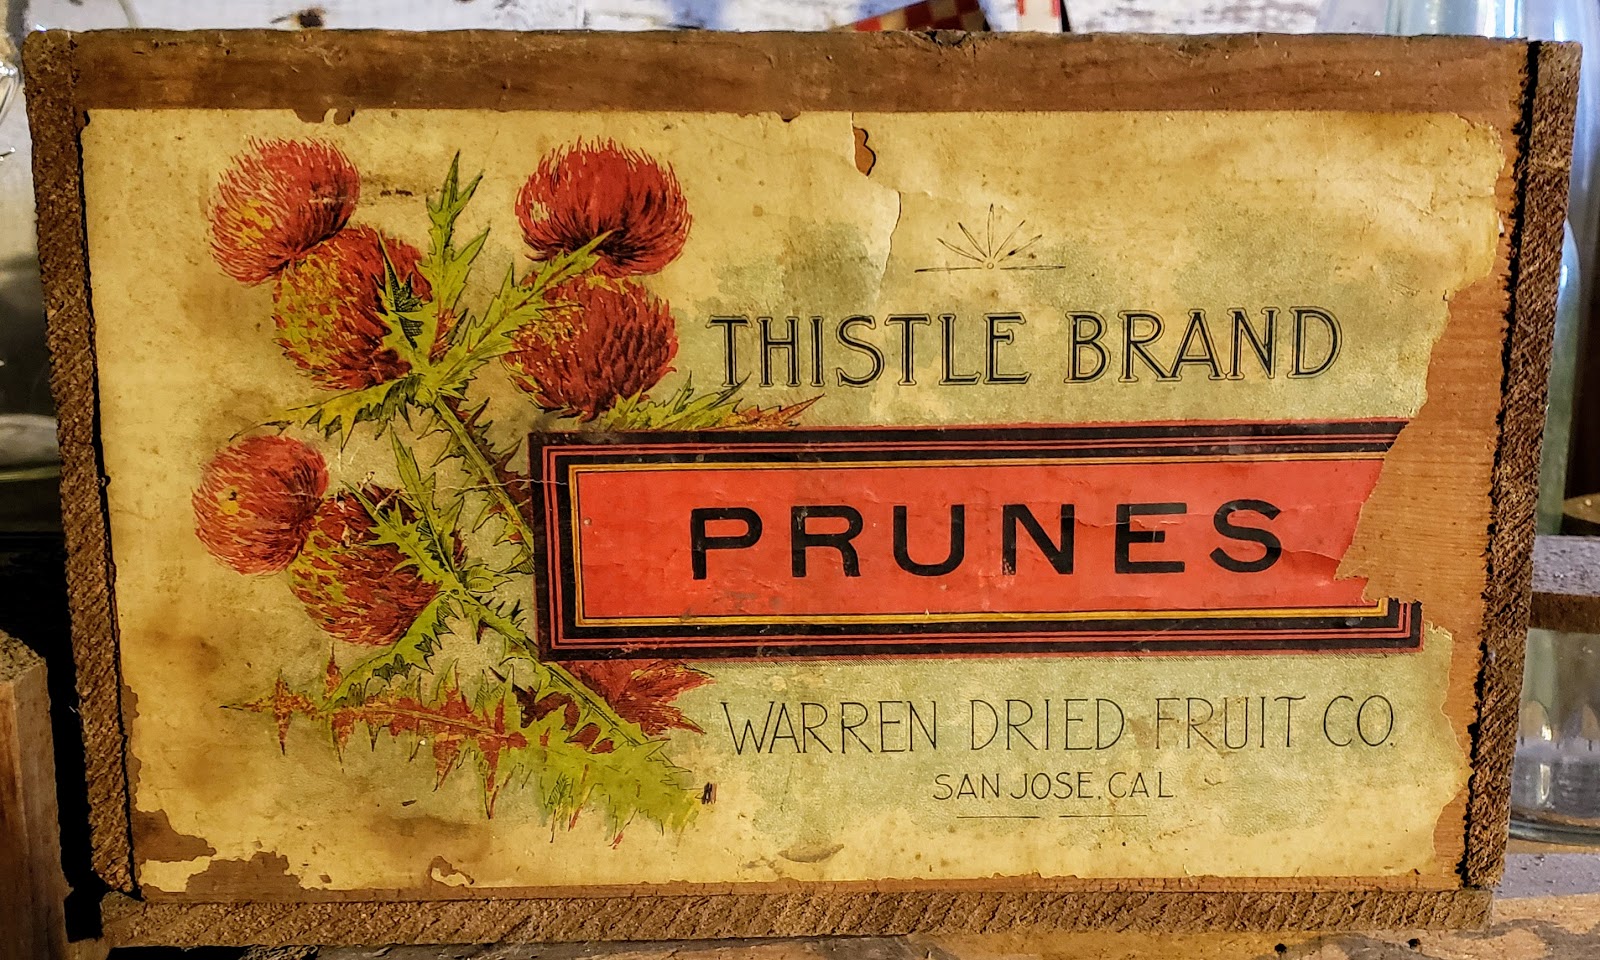 THISTLE BRAND
PRUNES
WARREN DRIED FRUIT CO.
SAN JOSE, CAL